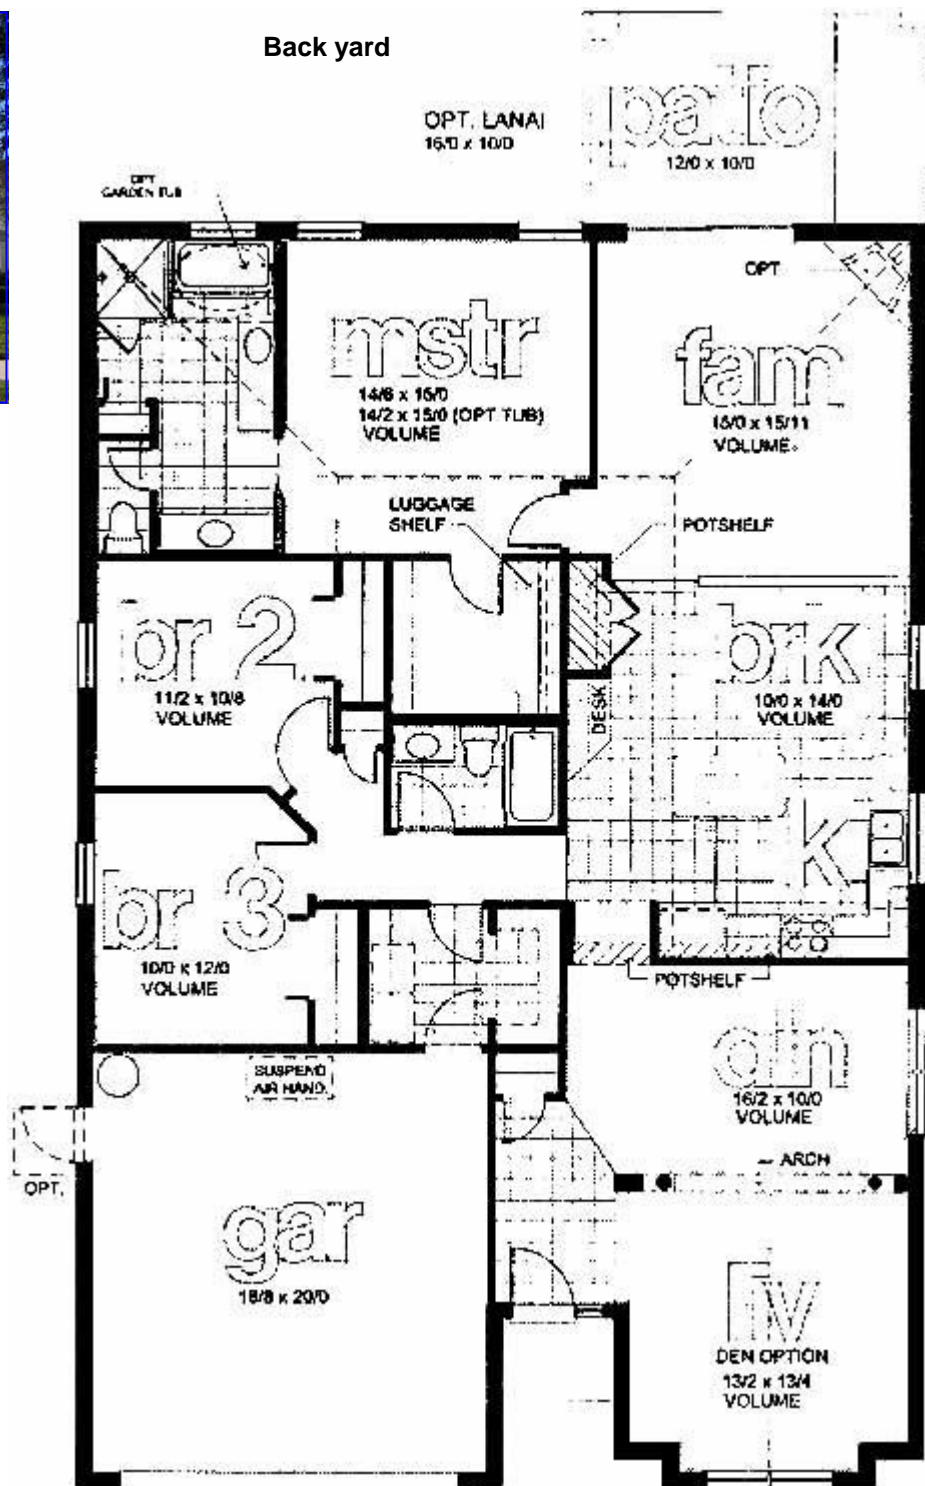 Back yard
patio
OPT. LANAI
16/0 x 10/0
12/0 x 10/0
OPT
GARDEN TUB
OPT
mstr
14/6 x 15/0
14/2 x 15/0 (OPT TUB)
VOLUME
fam
15/0 x 15/11
VOLUME
LUGGAGE
SHELF
POTSHELF
br 2
11/2 x 10/8
VOLUME
brk
10/0 x 14/0
VOLUME
DESK
k
br 3
10/0 x 12/0
VOLUME
POTSHELF
din
16/2 x 10/0
VOLUME
SUSPEND
AIR HAND.
ARCH
OPT.
gar
18/8 x 20/0
liv
DEN OPTION
13/2 x 13/4
VOLUME